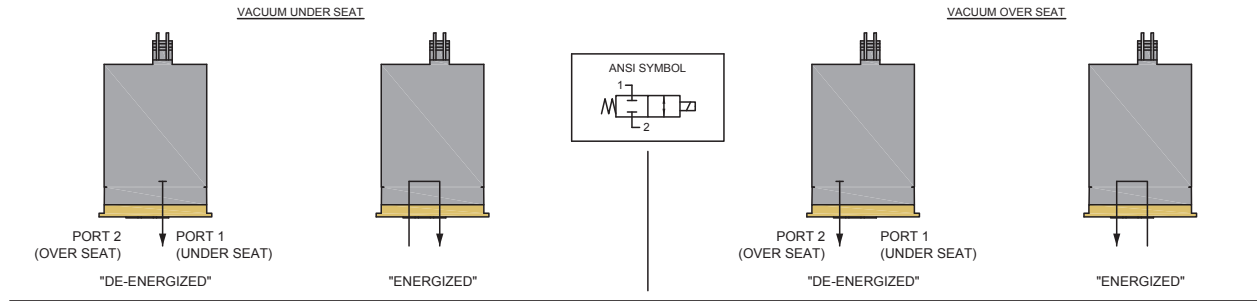 VACUUM UNDER SEAT
PORT 2
(OVER SEAT)
PORT 1
(UNDER SEAT)
"DE-ENERGIZED"
"ENERGIZED"
ANSI SYMBOL
1
2
VACUUM OVER SEAT
PORT 2
(OVER SEAT)
PORT 1
(UNDER SEAT)
"DE-ENERGIZED"
"ENERGIZED"